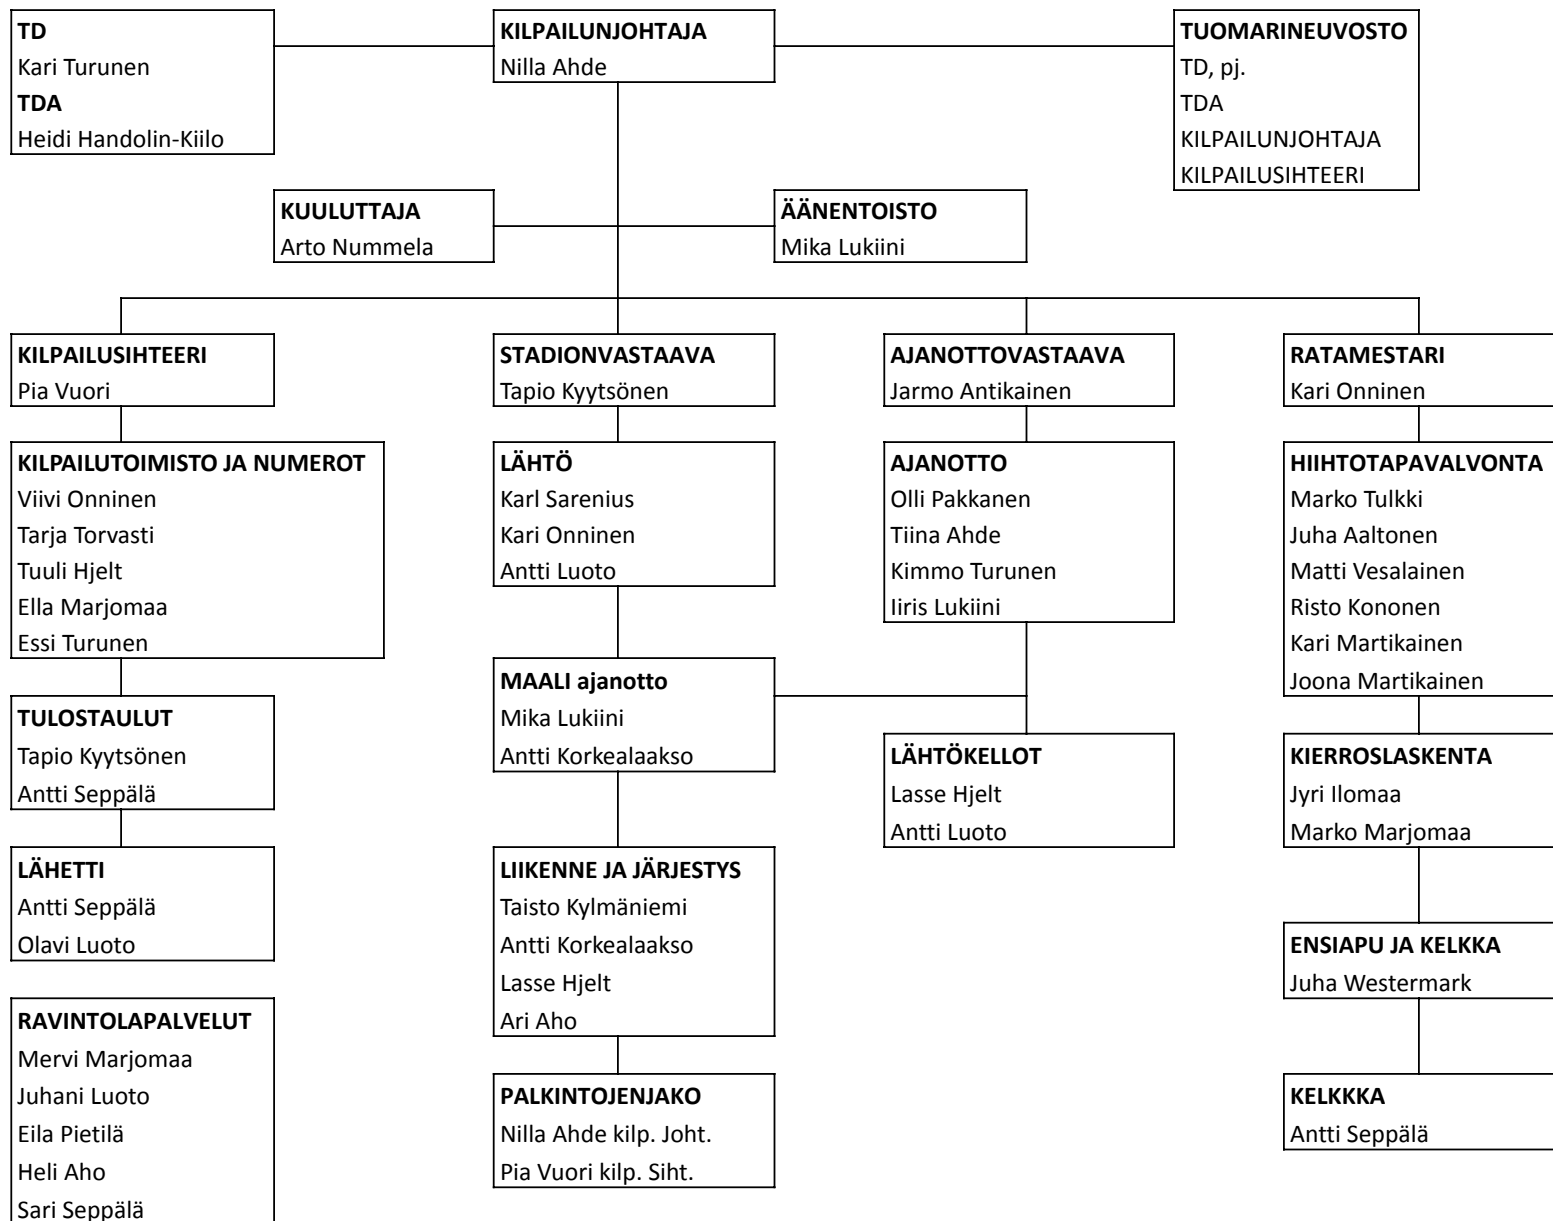 TD
Kari Turunen
TDA
Heidi Handolin-Kiilo
KILPAILUNJOHTAJA
Nilla Ahde
TUOMARINEUVOSTO
TD, pj.
TDA
KILPAILUNJOHTAJA
KILPAILUSIHTEERI
KUULUTTAJA
Arto Nummela
ÄÄNENTOISTO
Mika Lukiini
KILPAILUSIHTEERI
Pia Vuori
KILPAILUTOIMISTO JA NUMEROT
Viivi Onninen
Tarja Torvasti
Tuuli Hjelt
Ella Marjomaa
Essi Turunen
TULOSTAULUT
Tapio Kyytsönen
Antti Seppälä
LÄHETTI
Antti Seppälä
Olavi Luoto
RAVINTOLAPALVELUT
Mervi Marjomaa
Juhani Luoto
Eila Pietilä
Heli Aho
Sari Seppälä
STADIONVASTAAVA
Tapio Kyytsönen
LÄHTÖ
Karl Sarenius
Kari Onninen
Antti Luoto
MAALI ajanotto
Mika Lukiini
Antti Korkealaakso
LIIKENNE JA JÄRJESTYS
Taisto Kylmäniemi
Antti Korkealaakso
Lasse Hjelt
Ari Aho
PALKINTOJENJAKO
Nilla Ahde kilp. Joht.
Pia Vuori kilp. Siht.
AJANOTTOVASTAAVA
Jarmo Antikainen
AJANOTTO
Olli Pakkanen
Tiina Ahde
Kimmo Turunen
Iiris Lukiini
LÄHTÖKELLOT
Lasse Hjelt
Antti Luoto
RATAMESTARI
Kari Onninen
HIIHTOTAPAVALVONTA
Marko Tulkki
Juha Aaltonen
Matti Vesalainen
Risto Kononen
Kari Martikainen
Joona Martikainen
KIERROSLASKENTA
Jyri Ilomaa
Marko Marjomaa
ENSIAPU JA KELKKA
Juha Westermark
KELKKKA
Antti Seppälä